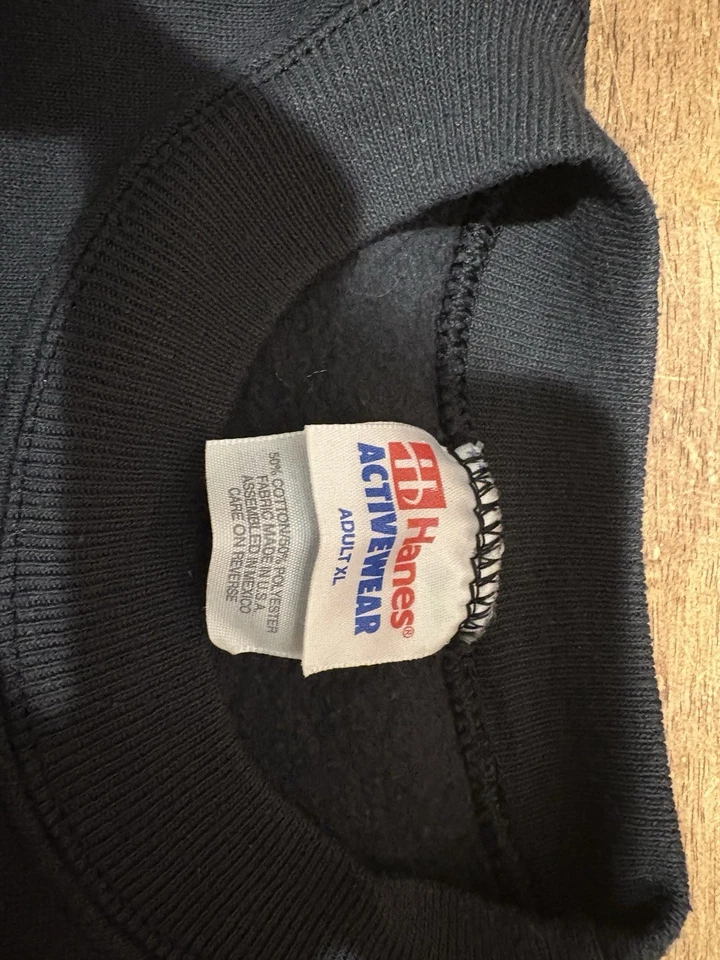 Hanes®
ACTIVEWEAR
ADULT XL
50% COTTON/50% POLYESTER
FABRIC MADE IN U.S.A.
ASSEMBLED IN MEXICO
CARE ON REVERSE